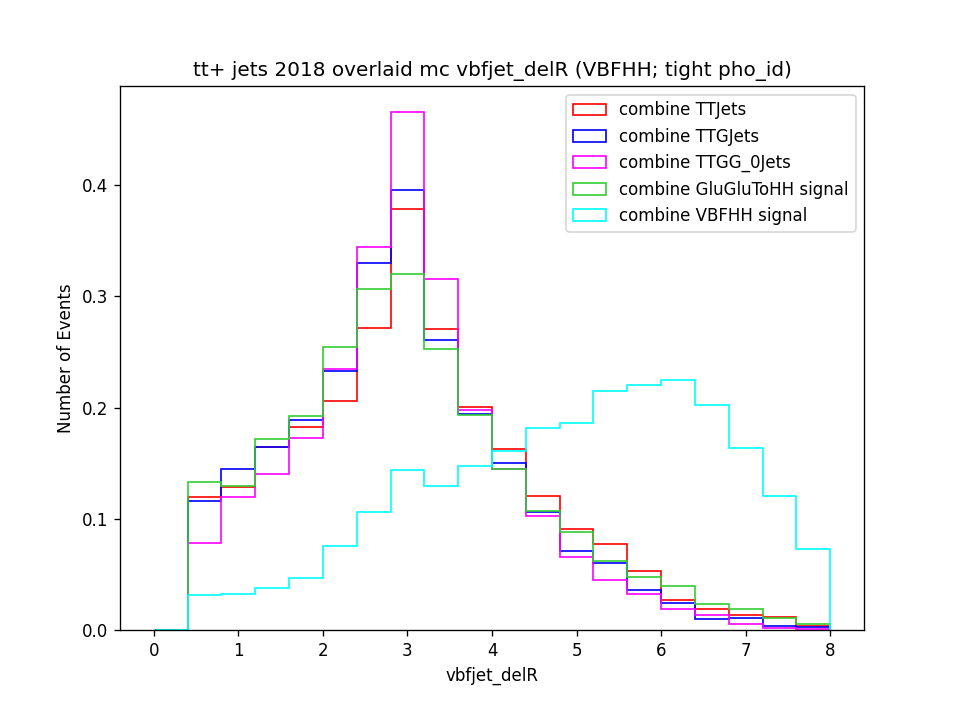 tt+ jets 2018 overlaid mc vbfjet_delR (VBFHH; tight pho_id)
combine TTJets
combine TTGJets
combine TTGG_0Jets
combine GluGluToHH signal
combine VBFHH signal
Number of Events
0.4
0.3
0.2
0.1
0.0
0 1 2 3 4 5 6 7 8
vbfjet_delR